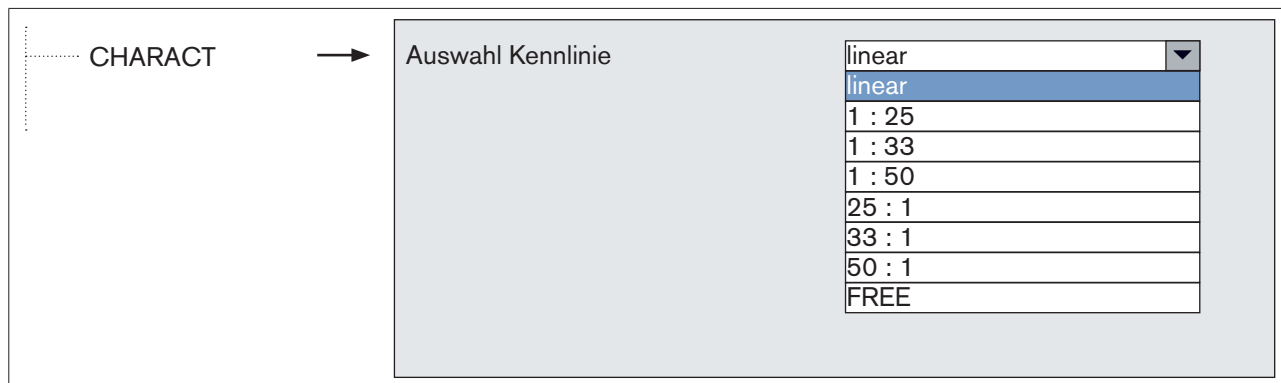 CHARACT
Auswahl Kennlinie
linear
linear
1 : 25
1 : 33
1 : 50
25 : 1
33 : 1
50 : 1
FREE